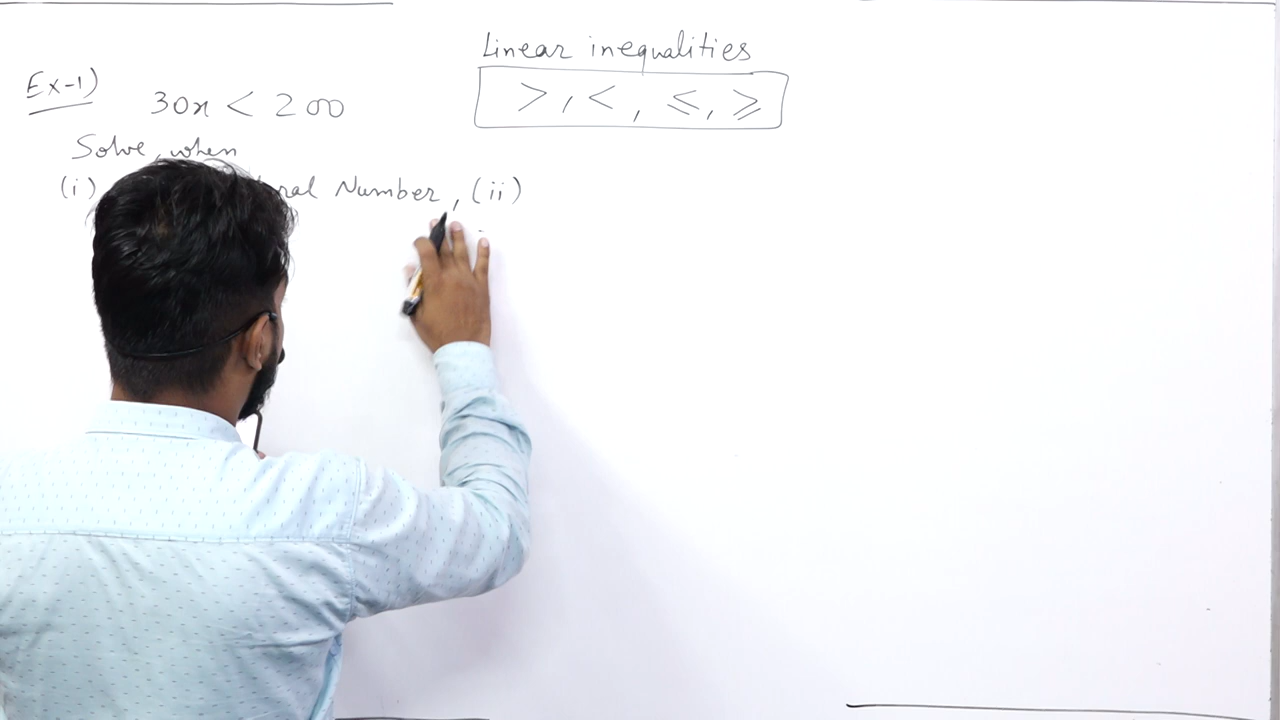 Linear inequalities
>, <, ≤, ≥
Ex-1)
30x < 200
Solve, when
(i) Number, (ii)